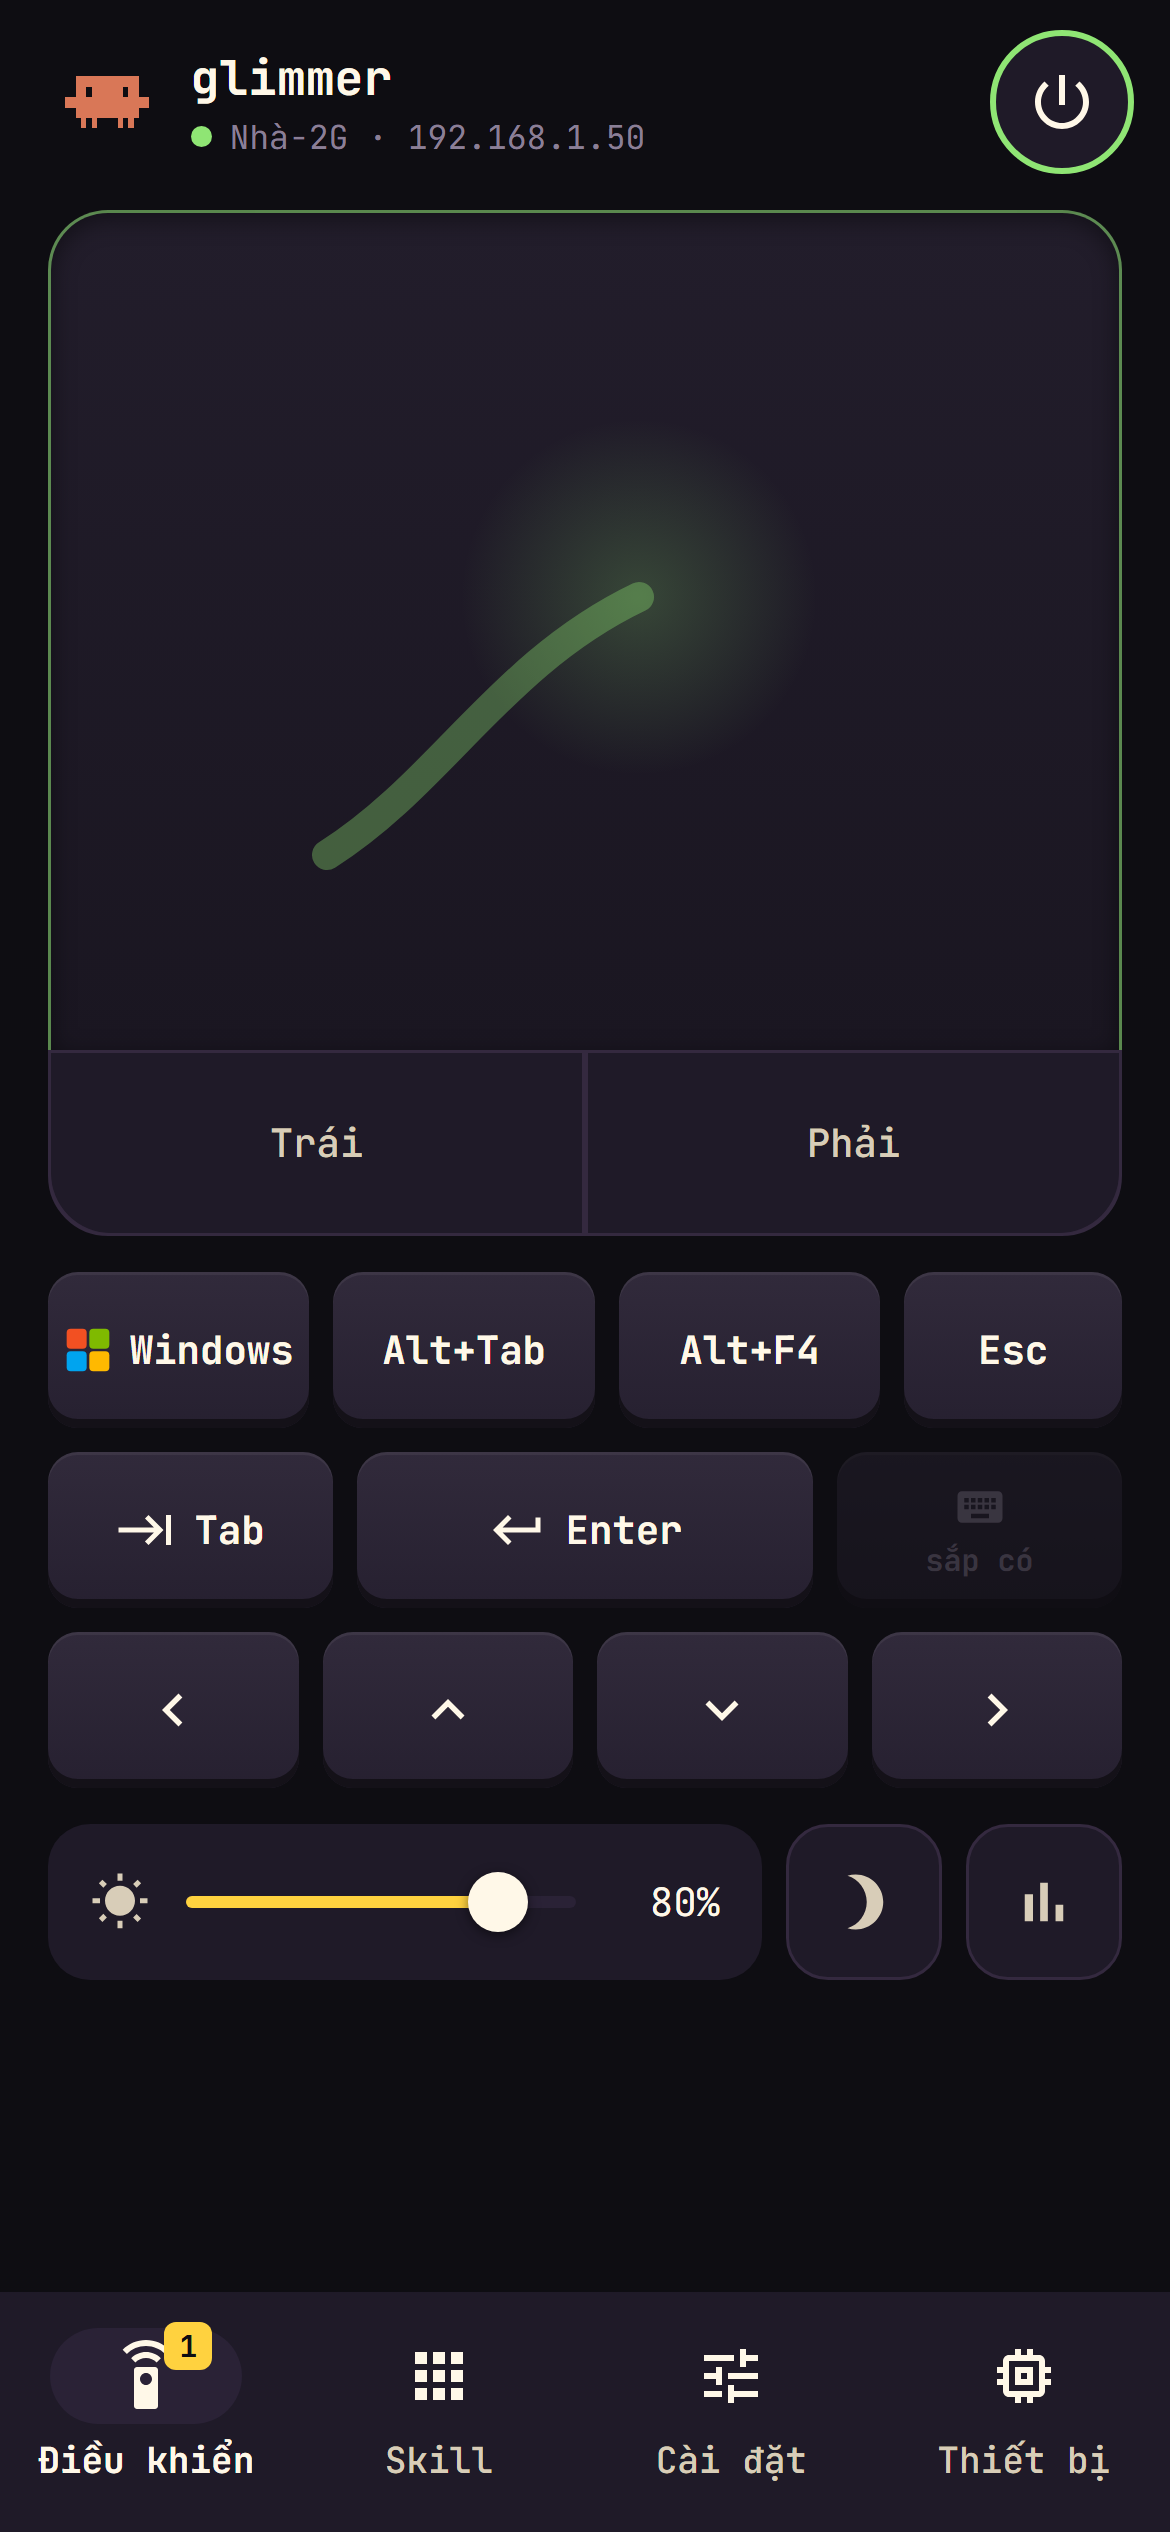 glimmer
Nhà-2G · 192.168.1.50
Trái
Phải
Windows
Alt+Tab
Alt+F4
Esc
Tab
Enter
sắp có
80%
1
Điều khiển
Skill
Cài đặt
Thiết bị